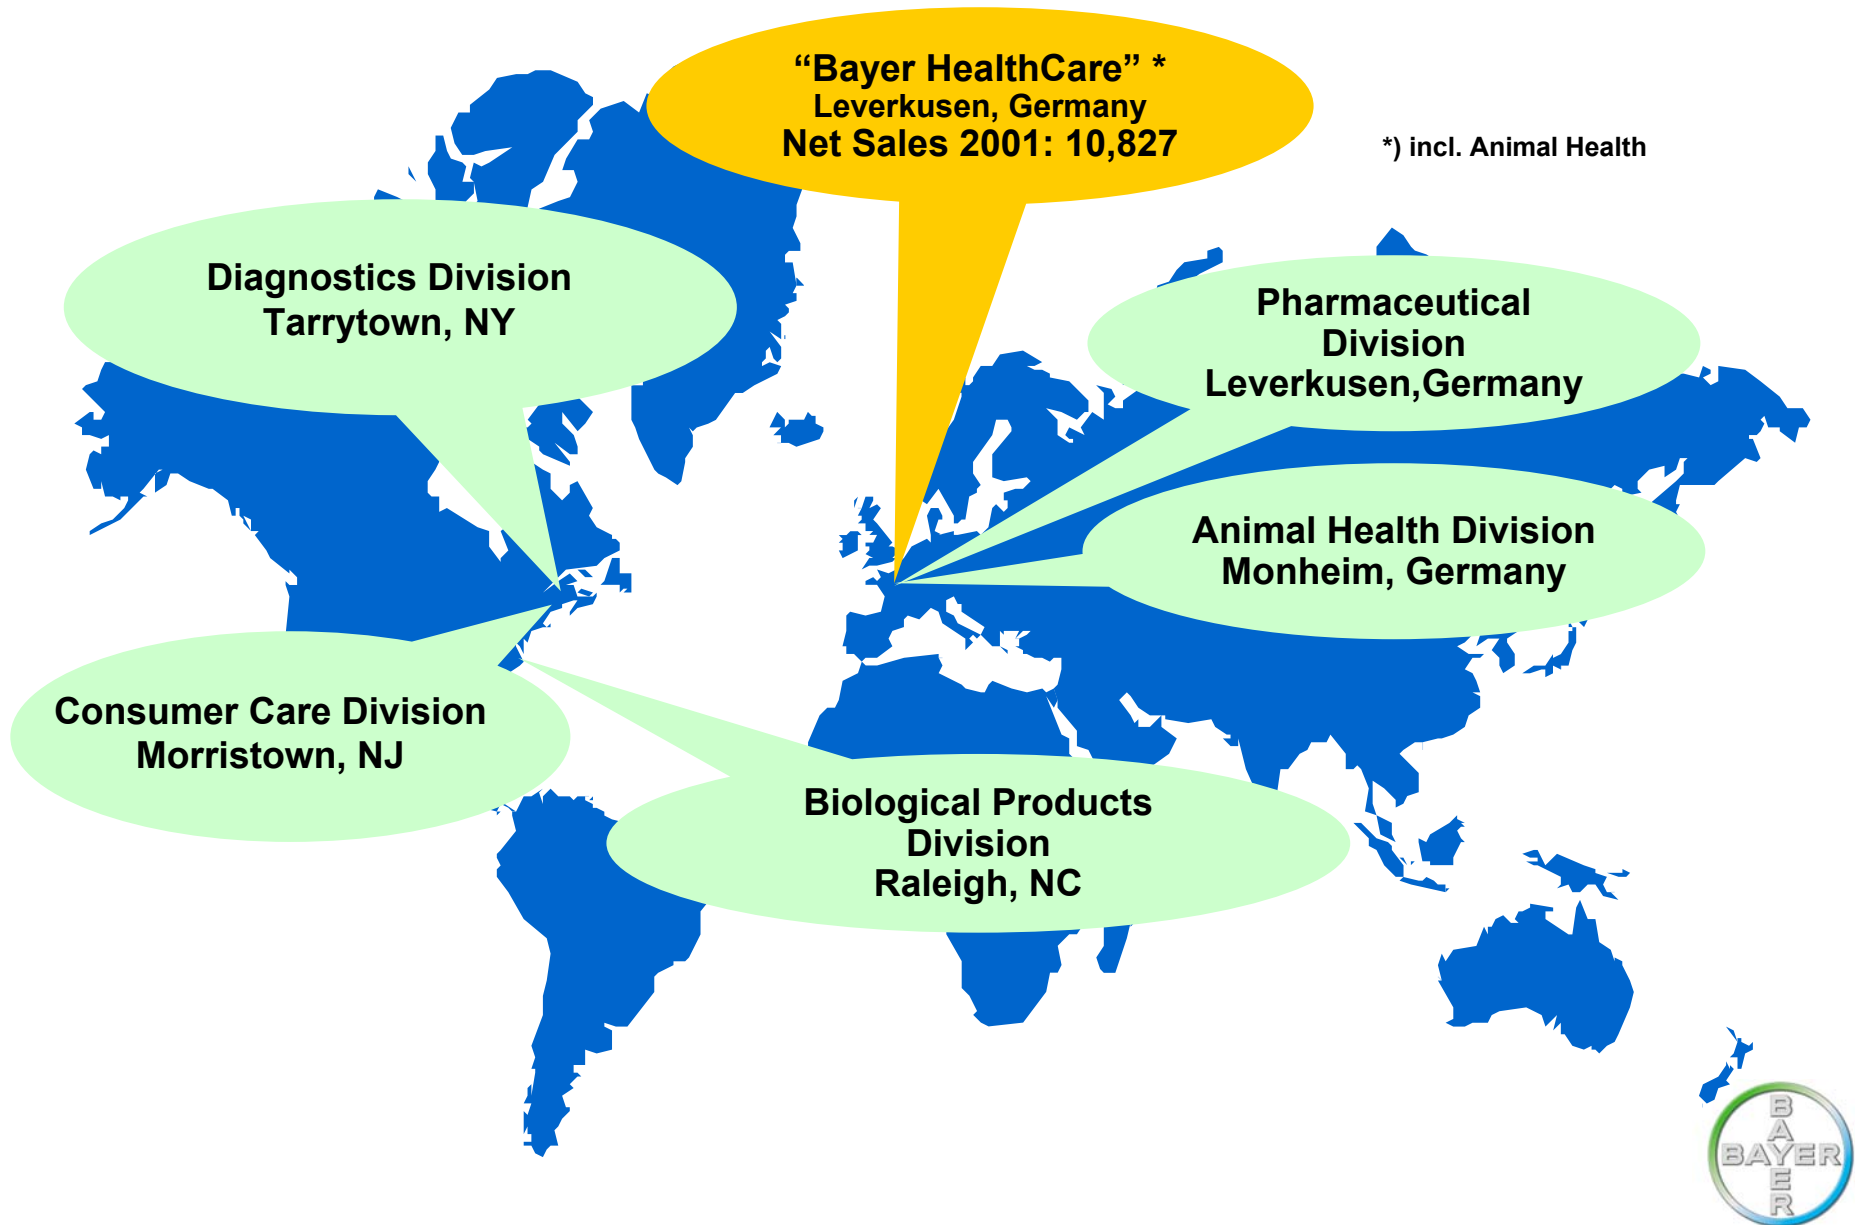 “Bayer HealthCare” *
Leverkusen, Germany
Net Sales 2001: 10,827
*) incl. Animal Health
Diagnostics Division
Tarrytown, NY
Pharmaceutical
Division
Leverkusen,Germany
Animal Health Division
Monheim, Germany
Consumer Care Division
Morristown, NJ
Biological Products
Division
Raleigh, NC
BAYER
BAYER